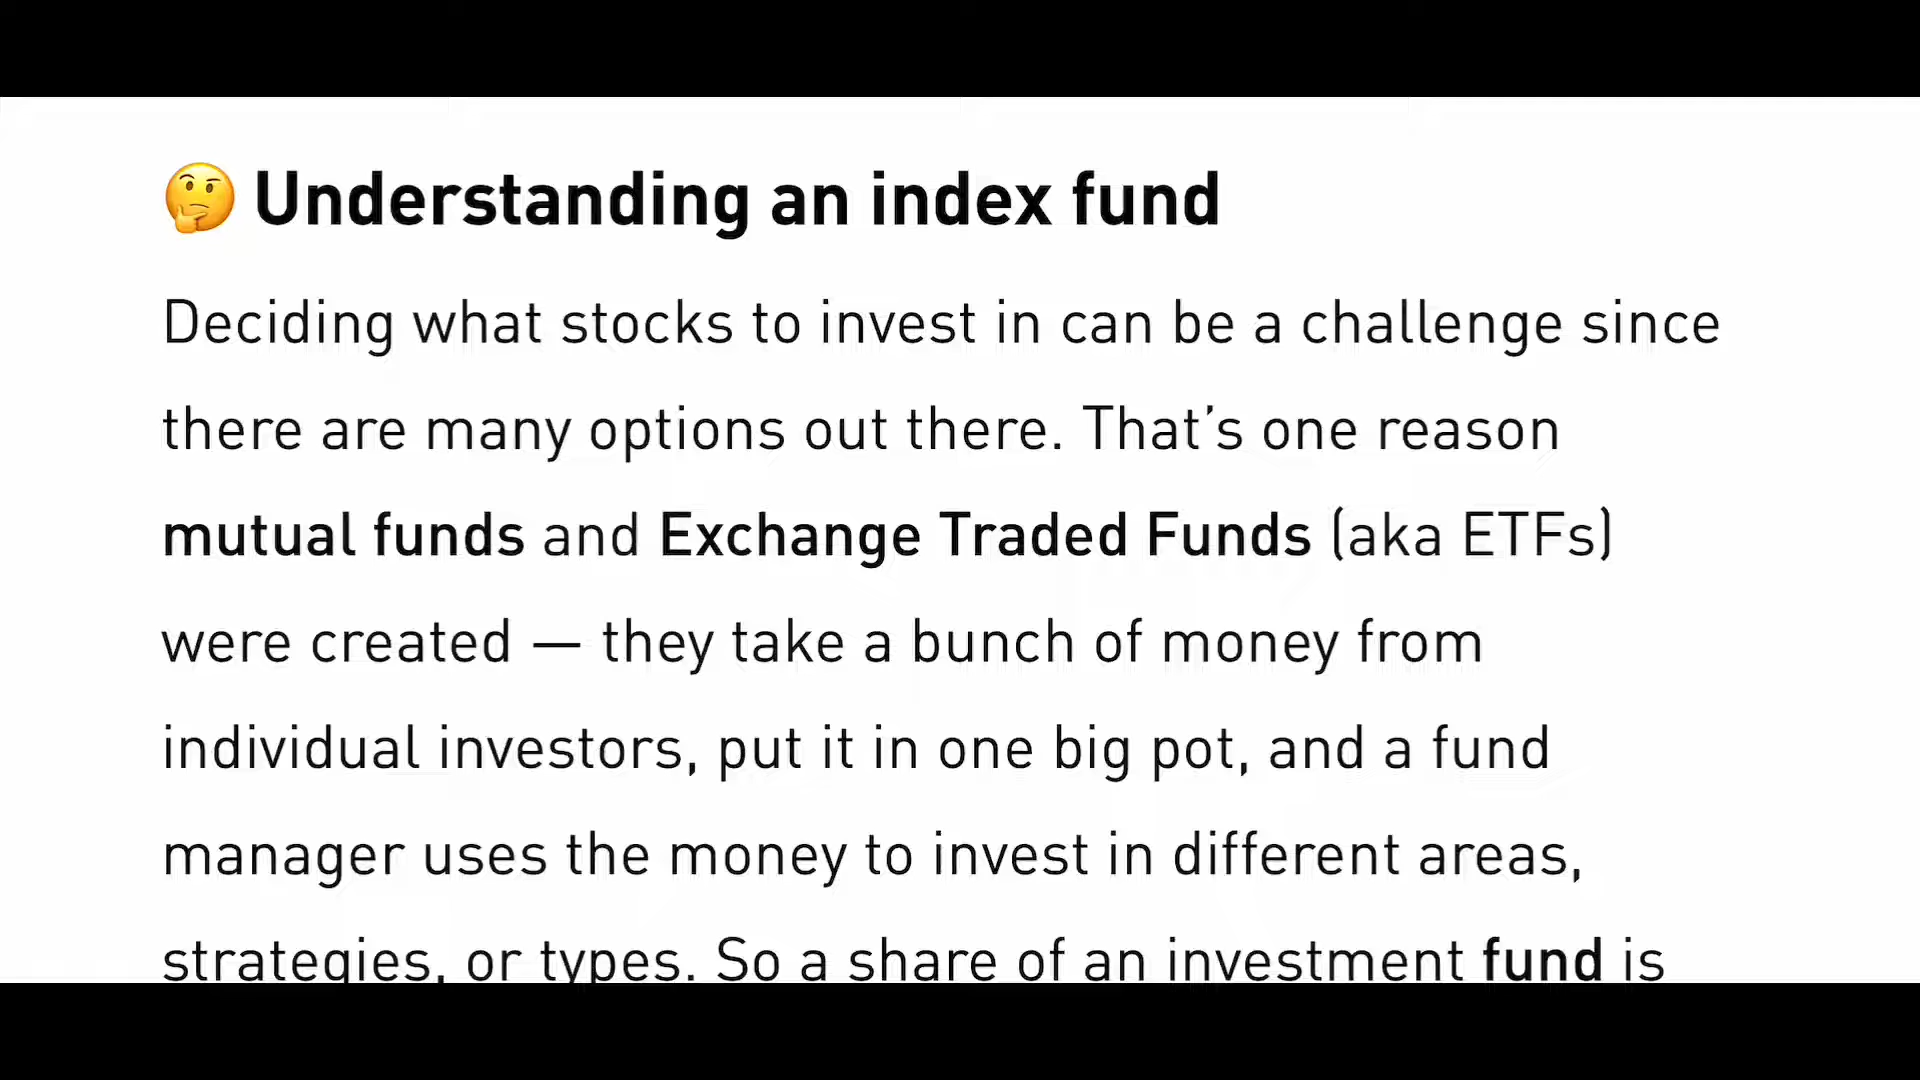 🤔 Understanding an index fund
Deciding what stocks to invest in can be a challenge since
there are many options out there. That’s one reason
mutual funds and Exchange Traded Funds (aka ETFs)
were created — they take a bunch of money from
individual investors, put it in one big pot, and a fund
manager uses the money to invest in different areas,
strategies, or types. So a share of an investment fund is